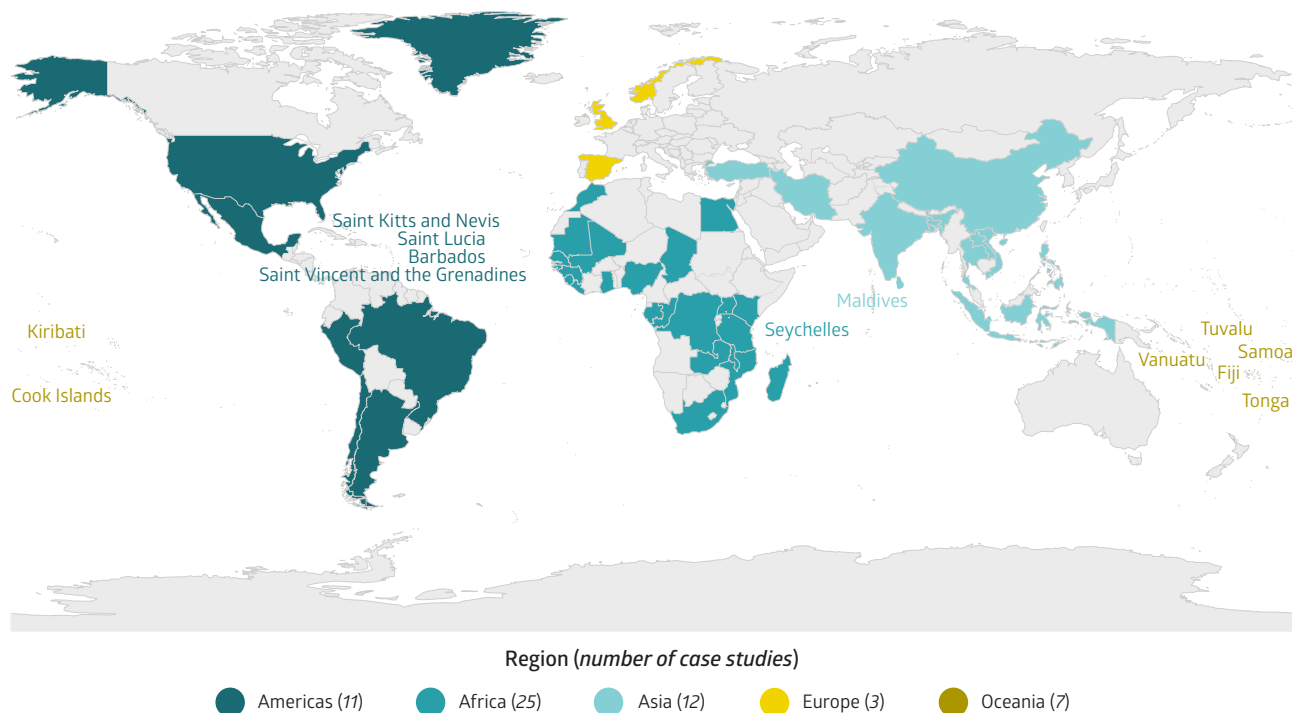 Saint Kitts and Nevis
Saint Lucia
Barbados
Saint Vincent and the Grenadines
Maldives
Seychelles
Kiribati
Cook Islands
Tuvalu
Samoa
Vanuatu
Fiji
Tonga
Region (number of case studies)
Americas (11)
Africa (25)
Asia (12)
Europe (3)
Oceania (7)